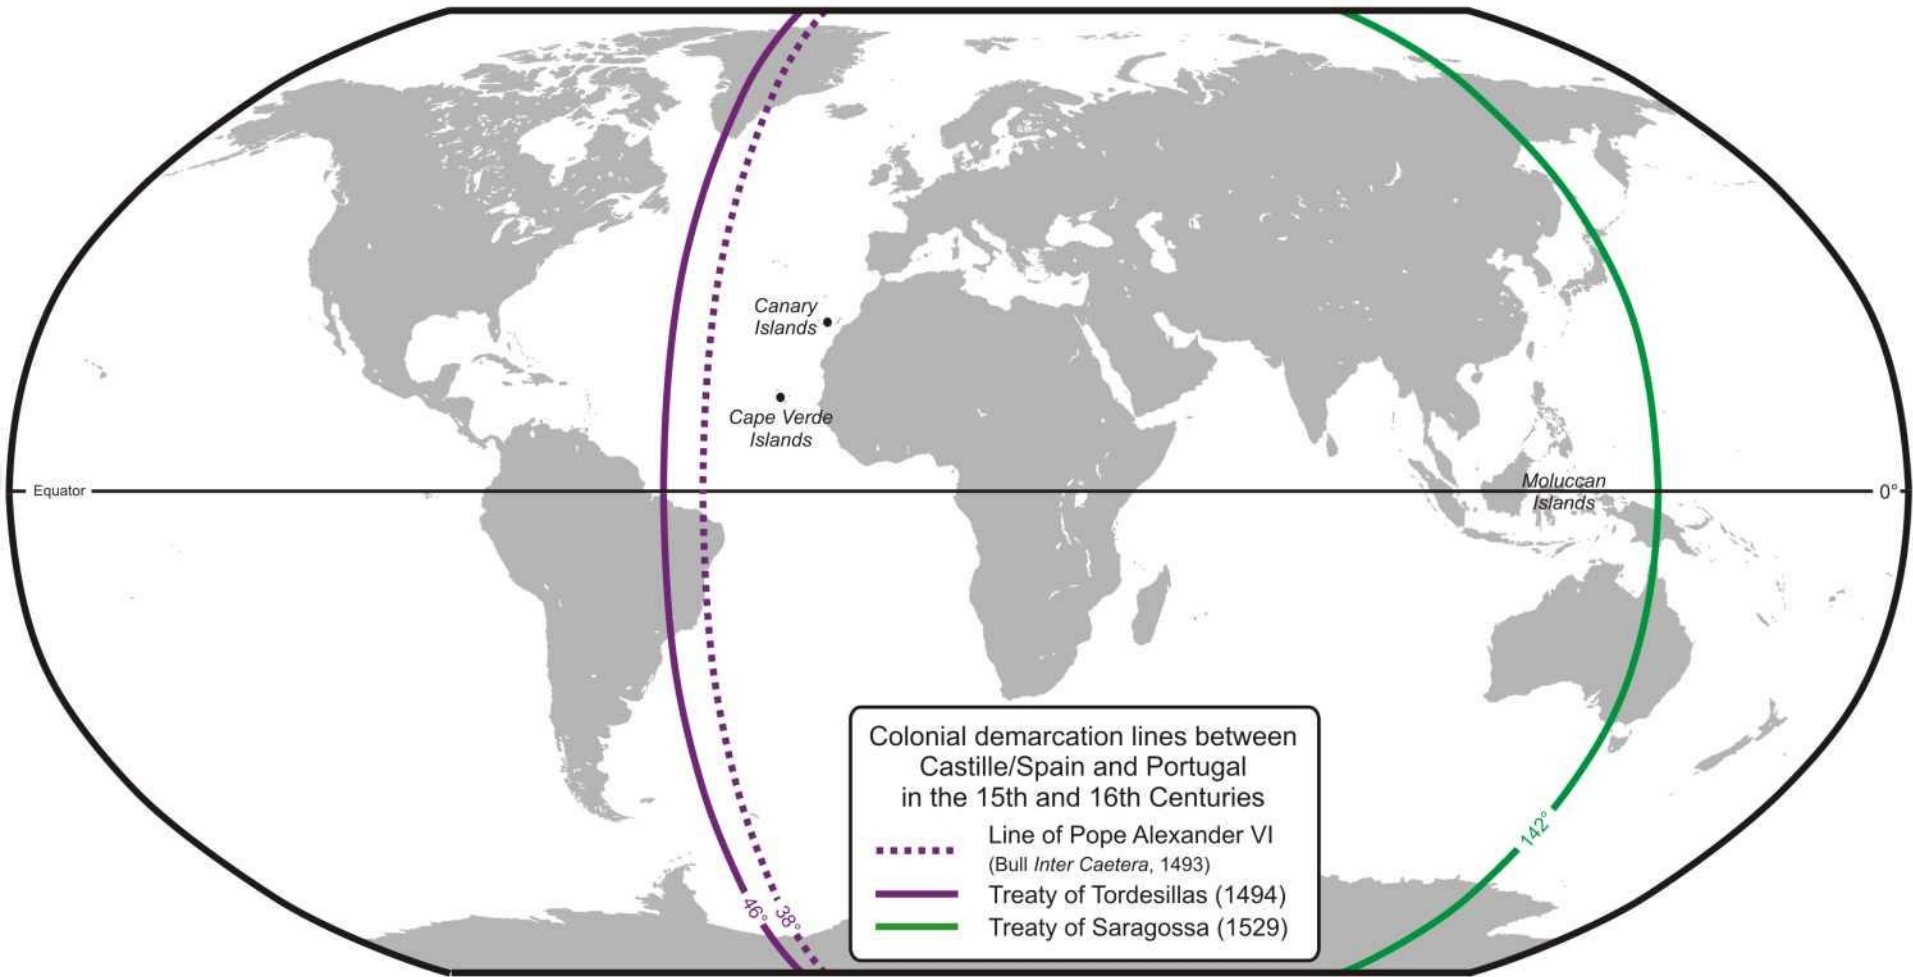 Canary
Islands
Cape Verde
Islands
Equator
Moluccan
Islands
0°
Colonial demarcation lines between
Castille/Spain and Portugal
in the 15th and 16th Centuries
Line of Pope Alexander VI
(Bull Inter Caetera, 1493)
Treaty of Tordesillas (1494)
Treaty of Saragossa (1529)
142°
46°
38°